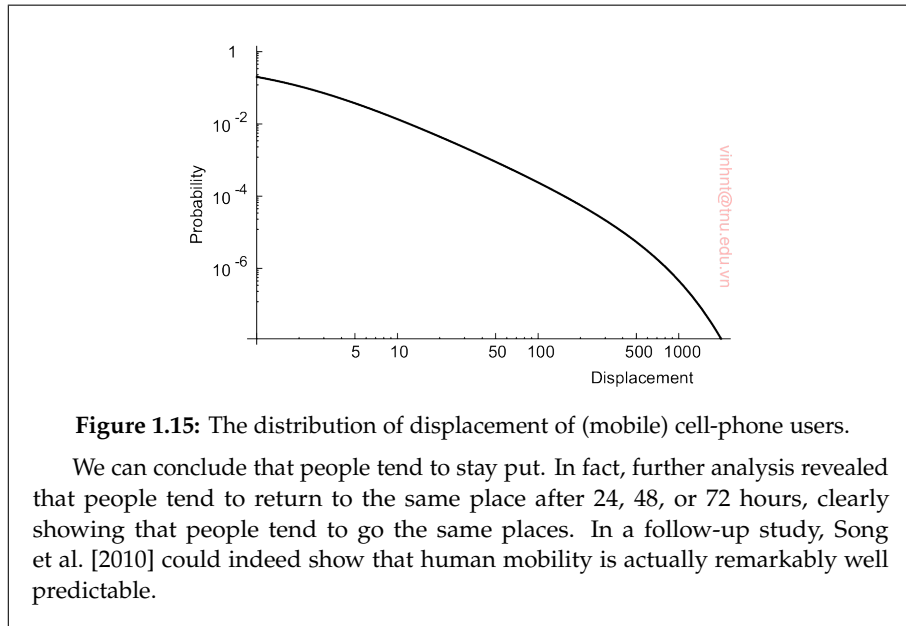 1
10-2
10-4
10-6
Probability
5 10 50 100 500 1000
Displacement
vinhnt@tnu.edu.vn
Figure 1.15: The distribution of displacement of (mobile) cell-phone users.
We can conclude that people tend to stay put. In fact, further analysis revealed
that people tend to return to the same place after 24, 48, or 72 hours, clearly
showing that people tend to go the same places. In a follow-up study, Song
et al. [2010] could indeed show that human mobility is actually remarkably well
predictable.